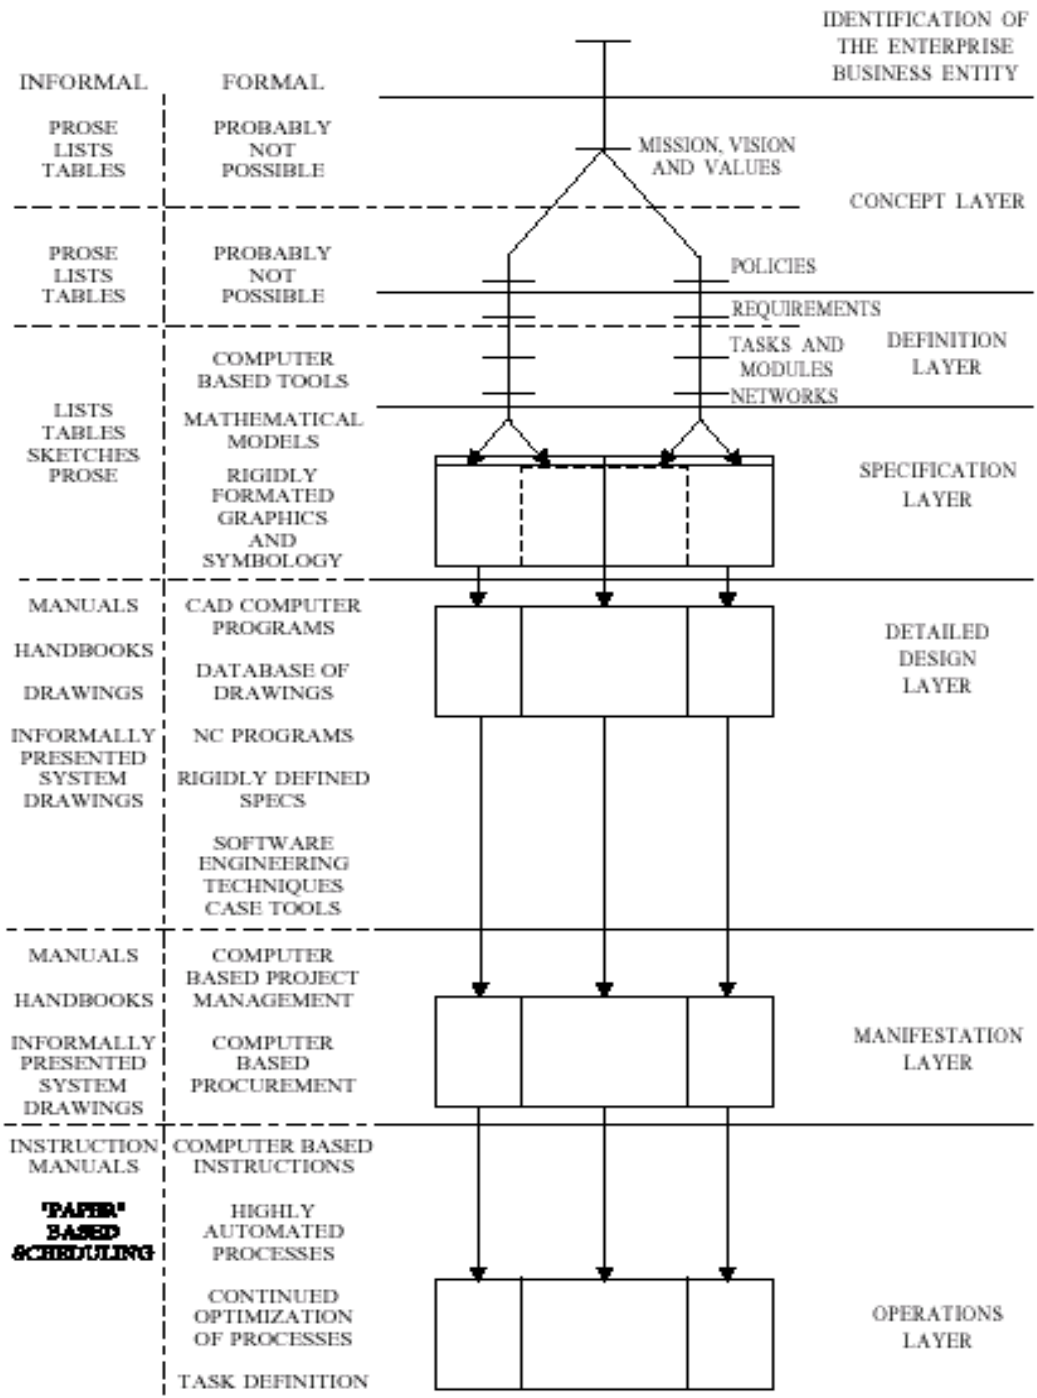 IDENTIFICATION OF
THE ENTERPRISE
BUSINESS ENTITY
INFORMAL
FORMAL
PROSE
LISTS
TABLES
PROBABLY
NOT
POSSIBLE
MISSION, VISION
AND VALUES
CONCEPT LAYER
PROSE
LISTS
TABLES
PROBABLY
NOT
POSSIBLE
POLICIES
REQUIREMENTS
TASKS AND
MODULES
NETWORKS
DEFINITION
LAYER
LISTS
TABLES
SKETCHES
PROSE
COMPUTER
BASED TOOLS
MATHEMATICAL
MODELS
RIGIDLY
FORMATED
GRAPHICS
AND
SYMBOLOGY
SPECIFICATION
LAYER
MANUALS
HANDBOOKS
DRAWINGS
INFORMALLY
PRESENTED
SYSTEM
DRAWINGS
CAD COMPUTER
PROGRAMS
DATABASE OF
DRAWINGS
NC PROGRAMS
RIGIDLY DEFINED
SPECS
SOFTWARE
ENGINEERING
TECHNIQUES
CASE TOOLS
DETAILED
DESIGN
LAYER
MANUALS
HANDBOOKS
INFORMALLY
PRESENTED
SYSTEM
DRAWINGS
COMPUTER
BASED PROJECT
MANAGEMENT
COMPUTER
BASED
PROCUREMENT
MANIFESTATION
LAYER
INSTRUCTION
MANUALS
"PAPER"
BASED
SCHEDULING
COMPUTER BASED
INSTRUCTIONS
HIGHLY
AUTOMATED
PROCESSES
CONTINUED
OPTIMIZATION
OF PROCESSES
TASK DEFINITION
OPERATIONS
LAYER